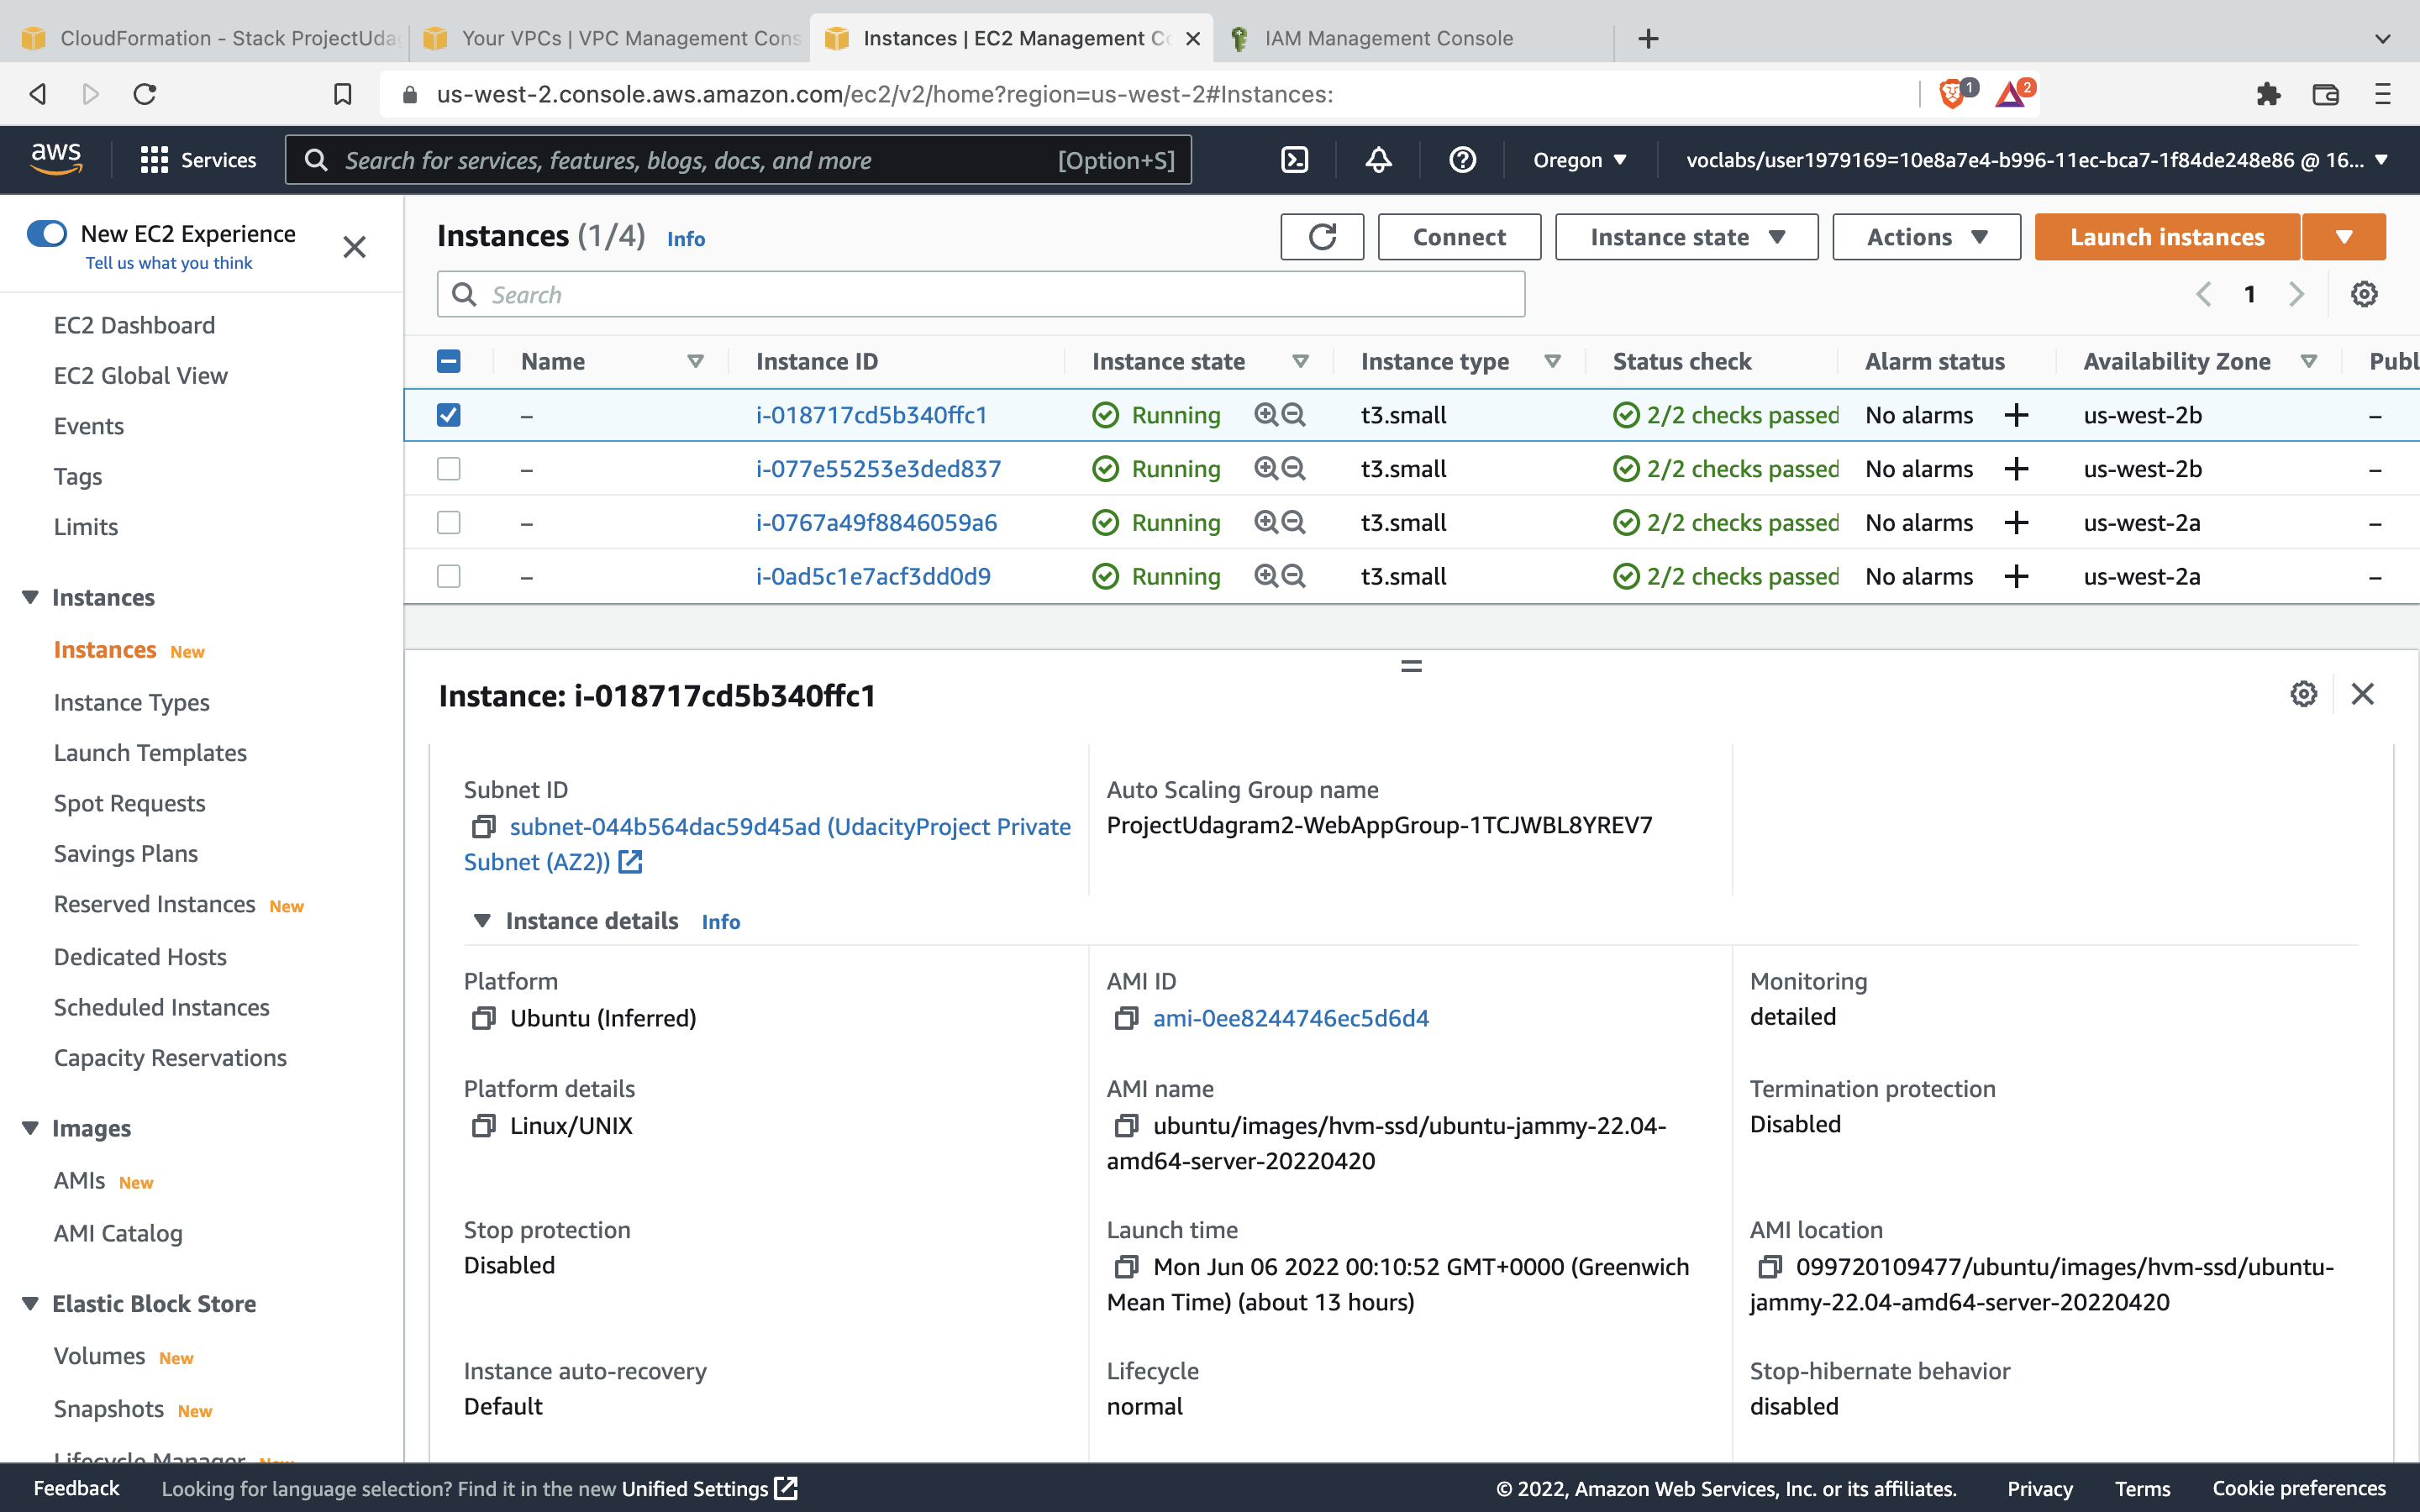 CloudFormation - Stack ProjectUda
Your VPCs | VPC Management Cons
Instances | EC2 Management Co
IAM Management Console
us-west-2.console.aws.amazon.com/ec2/v2/home?region=us-west-2#Instances:
1
2
aws
Services
Search for services, features, blogs, docs, and more
[Option+S]
Oregon
voclabs/user1979169=10e8a7e4-b996-11ec-bca7-1f84de248e86 @ 16...
New EC2 Experience
Tell us what you think
EC2 Dashboard
EC2 Global View
Events
Tags
Limits
Instances
Instances New
Instance Types
Launch Templates
Spot Requests
Savings Plans
Reserved Instances New
Dedicated Hosts
Scheduled Instances
Capacity Reservations
Images
AMIs New
AMI Catalog
Elastic Block Store
Volumes New
Snapshots New
Lifecycle Manager New
Instances (1/4) Info
Connect
Instance state
Actions
Launch instances
Search
1
Name Instance ID Instance state Instance type Status check Alarm status Availability Zone Publ
– i-018717cd5b340ffc1 Running t3.small 2/2 checks passed No alarms + us-west-2b –
– i-077e55253e3ded837 Running t3.small 2/2 checks passed No alarms + us-west-2b –
– i-0767a49f8846059a6 Running t3.small 2/2 checks passed No alarms + us-west-2a –
– i-0ad5c1e7acf3dd0d9 Running t3.small 2/2 checks passed No alarms + us-west-2a –
Instance: i-018717cd5b340ffc1
Subnet ID
subnet-044b564dac59d45ad (UdacityProject Private
Subnet (AZ2))
Auto Scaling Group name
ProjectUdagram2-WebAppGroup-1TCJWBL8YREV7
Instance details Info
Platform
Ubuntu (Inferred)
AMI ID
ami-0ee8244746ec5d6d4
Monitoring
detailed
Platform details
Linux/UNIX
AMI name
ubuntu/images/hvm-ssd/ubuntu-jammy-22.04-
amd64-server-20220420
Termination protection
Disabled
Stop protection
Disabled
Launch time
Mon Jun 06 2022 00:10:52 GMT+0000 (Greenwich
Mean Time) (about 13 hours)
AMI location
099720109477/ubuntu/images/hvm-ssd/ubuntu-
jammy-22.04-amd64-server-20220420
Instance auto-recovery
Default
Lifecycle
normal
Stop-hibernate behavior
disabled
Feedback
Looking for language selection? Find it in the new Unified Settings
© 2022, Amazon Web Services, Inc. or its affiliates.
Privacy
Terms
Cookie preferences